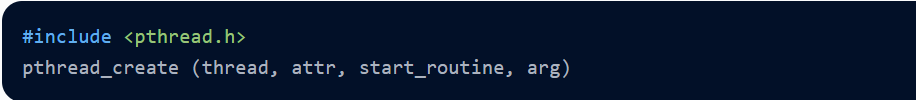 #include <pthread.h>
pthread_create (thread, attr, start_routine, arg)